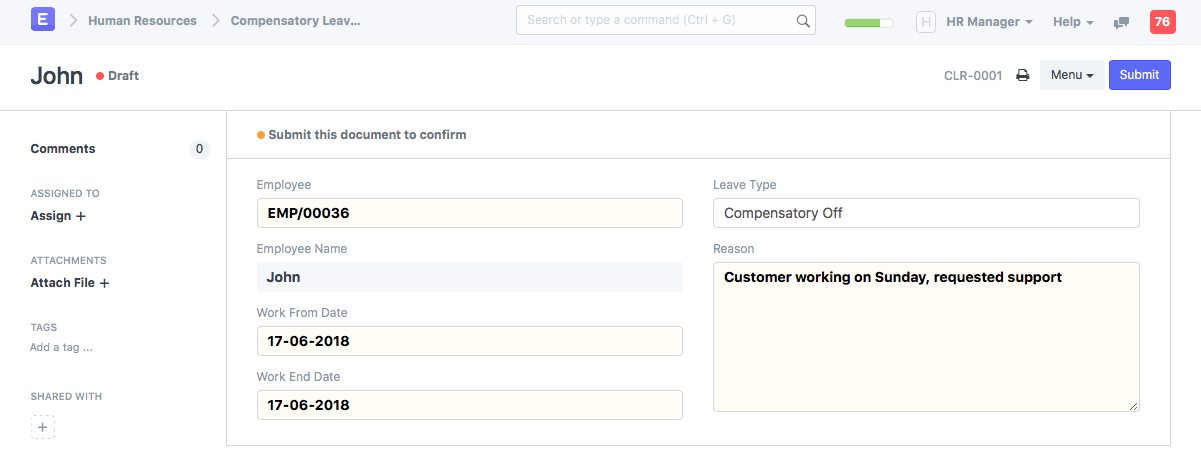 E Human Resources Compensatory Leav... Search or type a command (Ctrl + G) H HR Manager Help 76
John Draft CLR-0001 Menu Submit
Comments 0
ASSIGNED TO
Assign +
ATTACHMENTS
Attach File +
TAGS
Add a tag ...
SHARED WITH
+
Submit this document to confirm
Employee
EMP/00036
Employee Name
John
Work From Date
17-06-2018
Work End Date
17-06-2018
Leave Type
Compensatory Off
Reason
Customer working on Sunday, requested support